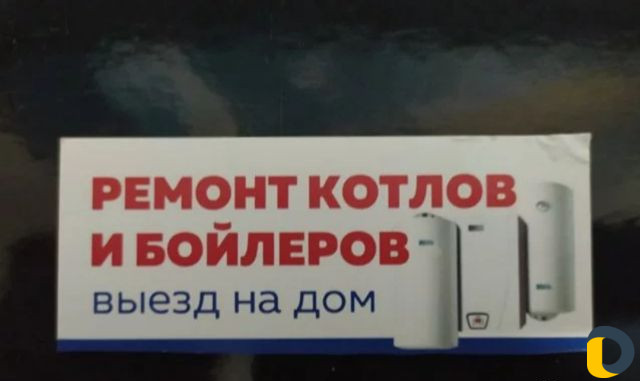 РЕМОНТ КОТЛОВ
И БОЙЛЕРОВ
выезд на дом